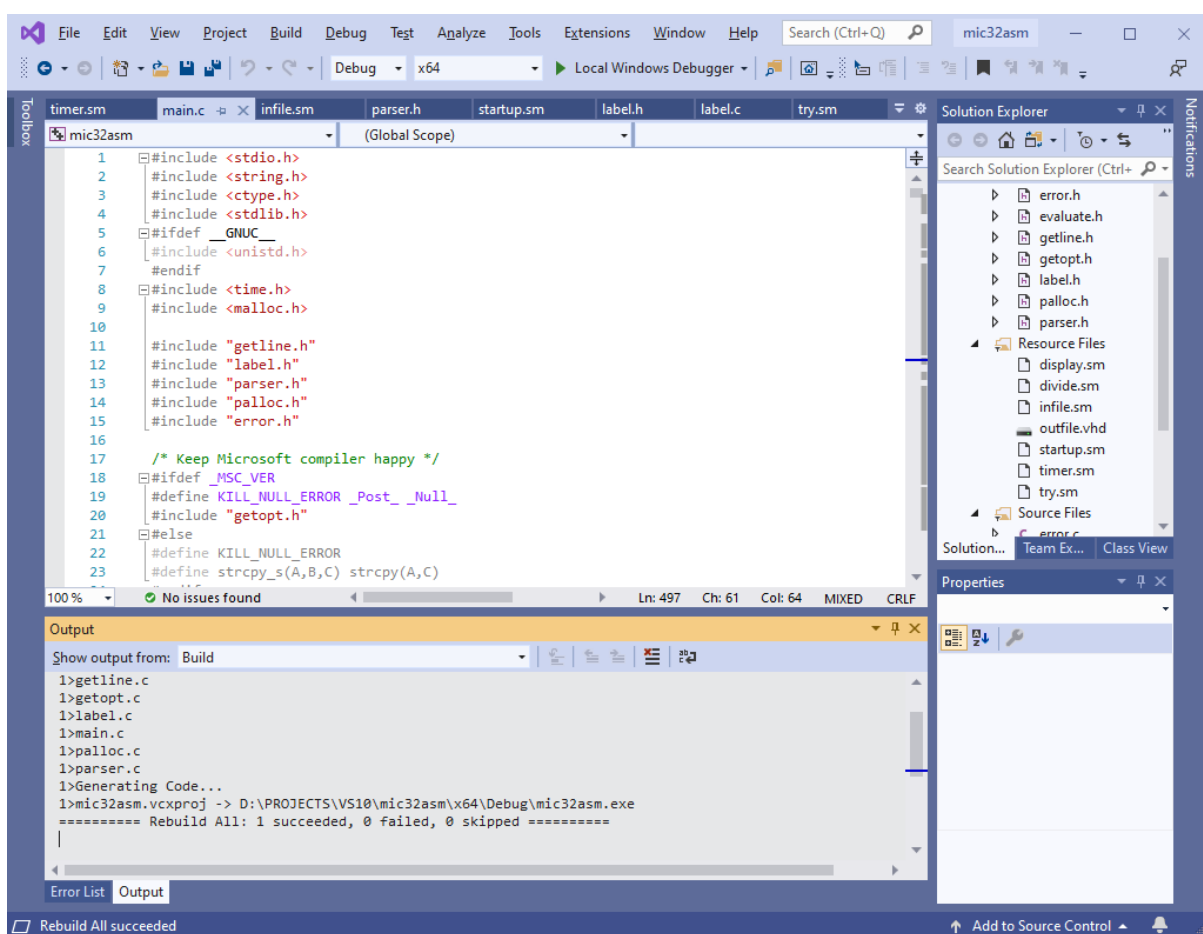 File Edit View Project Build Debug Test Analyze Tools Extensions Window Help Search (Ctrl+Q) mic32asm
Debug x64 Local Windows Debugger
Toolbox
timer.sm main.c infile.sm parser.h startup.sm label.h label.c try.sm
mic32asm (Global Scope)
1 #include <stdio.h>
2 #include <string.h>
3 #include <ctype.h>
4 #include <stdlib.h>
5 #ifdef __GNUC__
6 #include <unistd.h>
7 #endif
8 #include <time.h>
9 #include <malloc.h>
10
11 #include "getline.h"
12 #include "label.h"
13 #include "parser.h"
14 #include "palloc.h"
15 #include "error.h"
16
17 /* Keep Microsoft compiler happy */
18 #ifdef _MSC_VER
19 #define KILL_NULL_ERROR _Post_ _Null_
20 #include "getopt.h"
21 #else
22 #define KILL_NULL_ERROR
23 #define strcpy_s(A,B,C) strcpy(A,C)
100 % No issues found Ln: 497 Ch: 61 Col: 64 MIXED CRLF
Output
Show output from: Build
1>getline.c
1>getopt.c
1>label.c
1>main.c
1>palloc.c
1>parser.c
1>Generating Code...
1>mic32asm.vcxproj -> D:\PROJECTS\VS10\mic32asm\x64\Debug\mic32asm.exe
========== Rebuild All: 1 succeeded, 0 failed, 0 skipped ==========
Error List Output
Solution Explorer
Search Solution Explorer (Ctrl+
error.h
evaluate.h
getline.h
getopt.h
label.h
palloc.h
parser.h
Resource Files
display.sm
divide.sm
infile.sm
outfile.vhd
startup.sm
timer.sm
try.sm
Source Files
error.c
Solution... Team Ex... Class View
Properties
Notifications
Rebuild All succeeded Add to Source Control